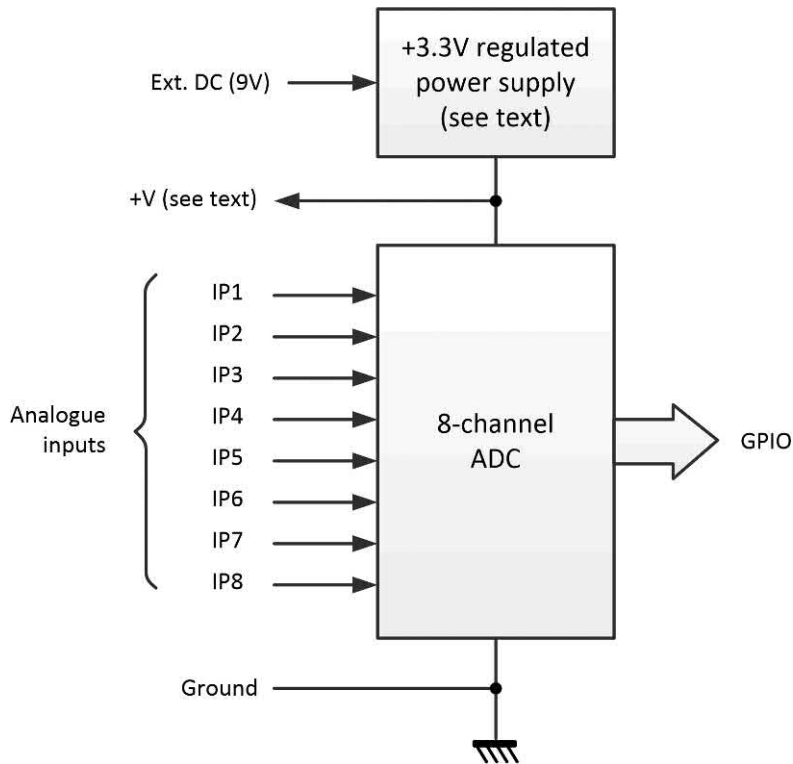 +3.3V regulated
power supply
(see text)
Ext. DC (9V)
+V (see text)
IP1
IP2
IP3
IP4
IP5
IP6
IP7
IP8
Analogue
inputs
8-channel
ADC
GPIO
Ground